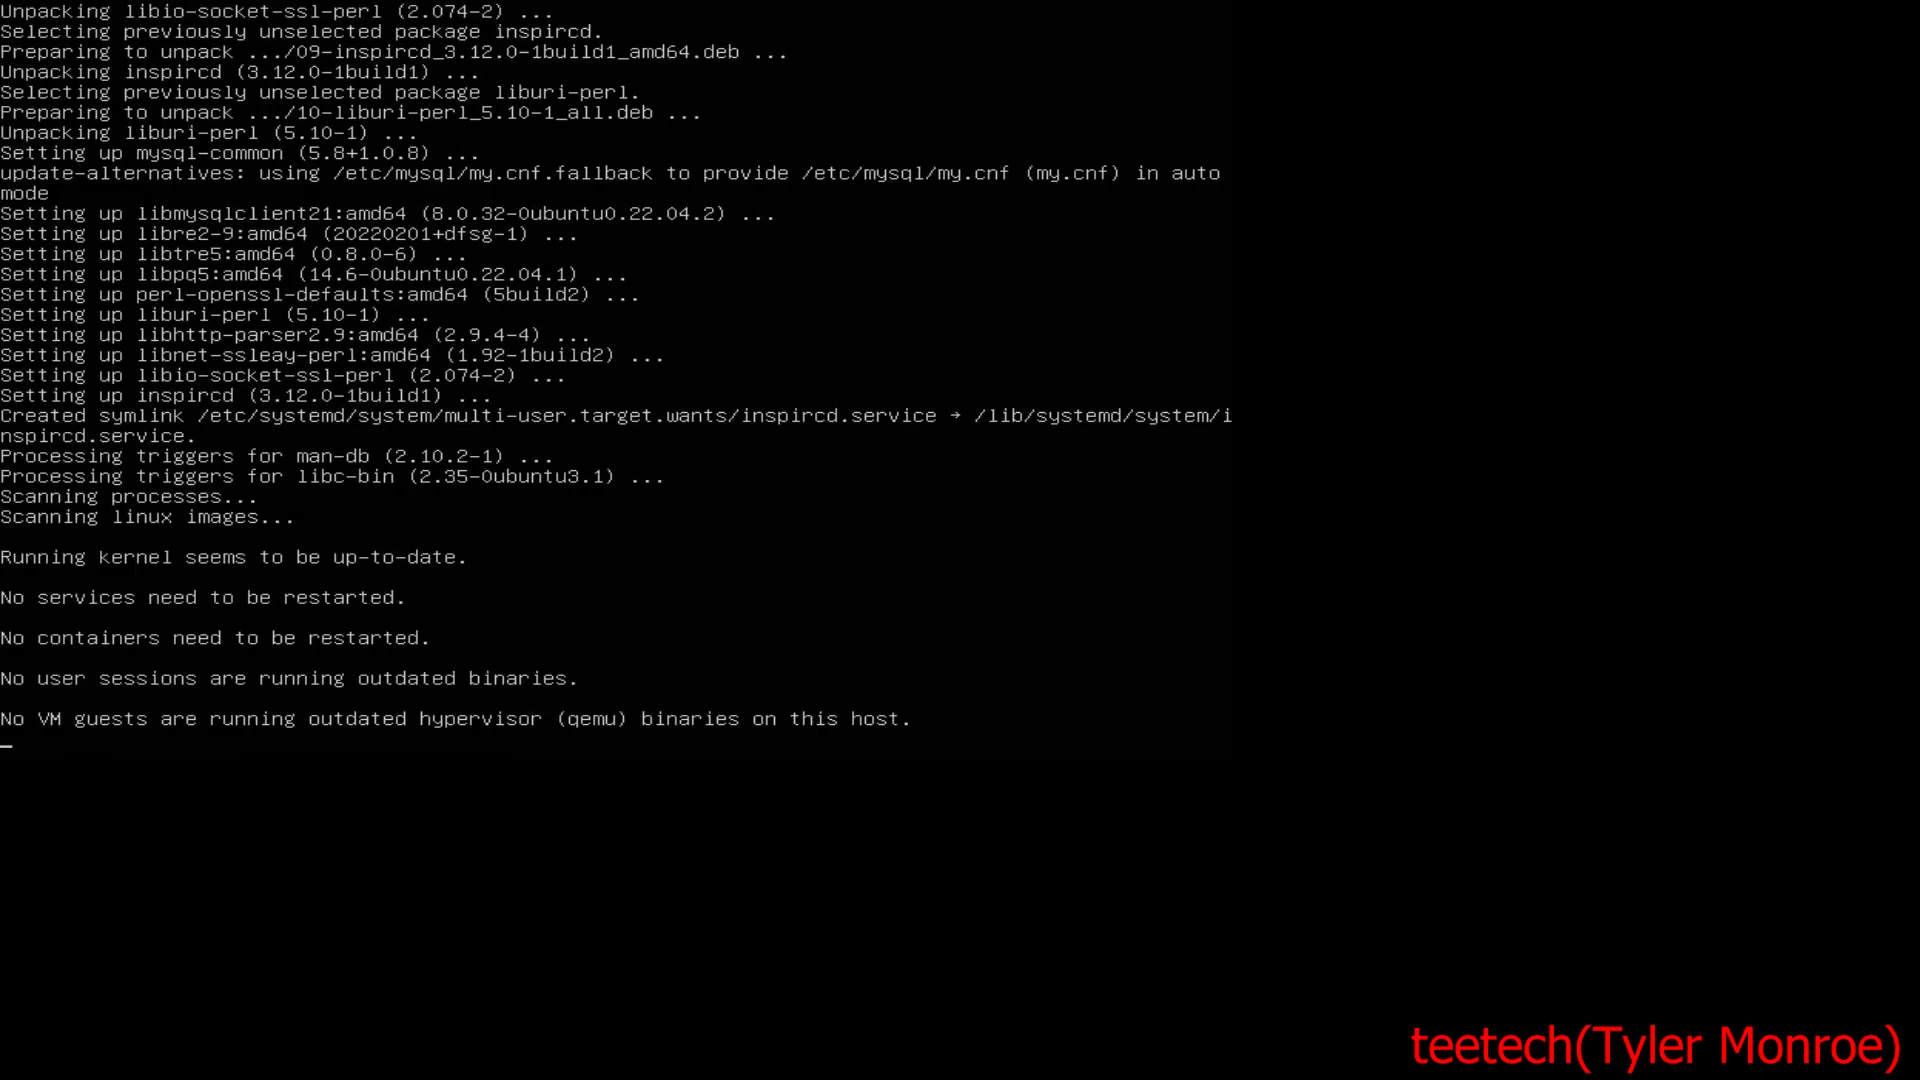 Unpacking libio-socket-ssl-perl (2.074-2) ...
Selecting previously unselected package inspircd.
Preparing to unpack .../09-inspircd_3.12.0-1build1_amd64.deb ...
Unpacking inspircd (3.12.0-1build1) ...
Selecting previously unselected package liburi-perl.
Preparing to unpack .../10-liburi-perl_5.10-1_all.deb ...
Unpacking liburi-perl (5.10-1) ...
Setting up mysql-common (5.8+1.0.8) ...
update-alternatives: using /etc/mysql/my.cnf.fallback to provide /etc/mysql/my.cnf (my.cnf) in auto
mode
Setting up libmysqlclient21:amd64 (8.0.32-0ubuntu0.22.04.2) ...
Setting up libre2-9:amd64 (20220201+dfsg-1) ...
Setting up libtre5:amd64 (0.8.0-6) ...
Setting up libpq5:amd64 (14.6-0ubuntu0.22.04.1) ...
Setting up perl-openssl-defaults:amd64 (5build2) ...
Setting up liburi-perl (5.10-1) ...
Setting up libhttp-parser2.9:amd64 (2.9.4-4) ...
Setting up libnet-ssleay-perl:amd64 (1.92-1build2) ...
Setting up libio-socket-ssl-perl (2.074-2) ...
Setting up inspircd (3.12.0-1build1) ...
Created symlink /etc/systemd/system/multi-user.target.wants/inspircd.service → /lib/systemd/system/i
nspircd.service.
Processing triggers for man-db (2.10.2-1) ...
Processing triggers for libc-bin (2.35-0ubuntu3.1) ...
Scanning processes...
Scanning linux images...
Running kernel seems to be up-to-date.
No services need to be restarted.
No containers need to be restarted.
No user sessions are running outdated binaries.
No VM guests are running outdated hypervisor (qemu) binaries on this host.
teetech(Tyler Monroe)